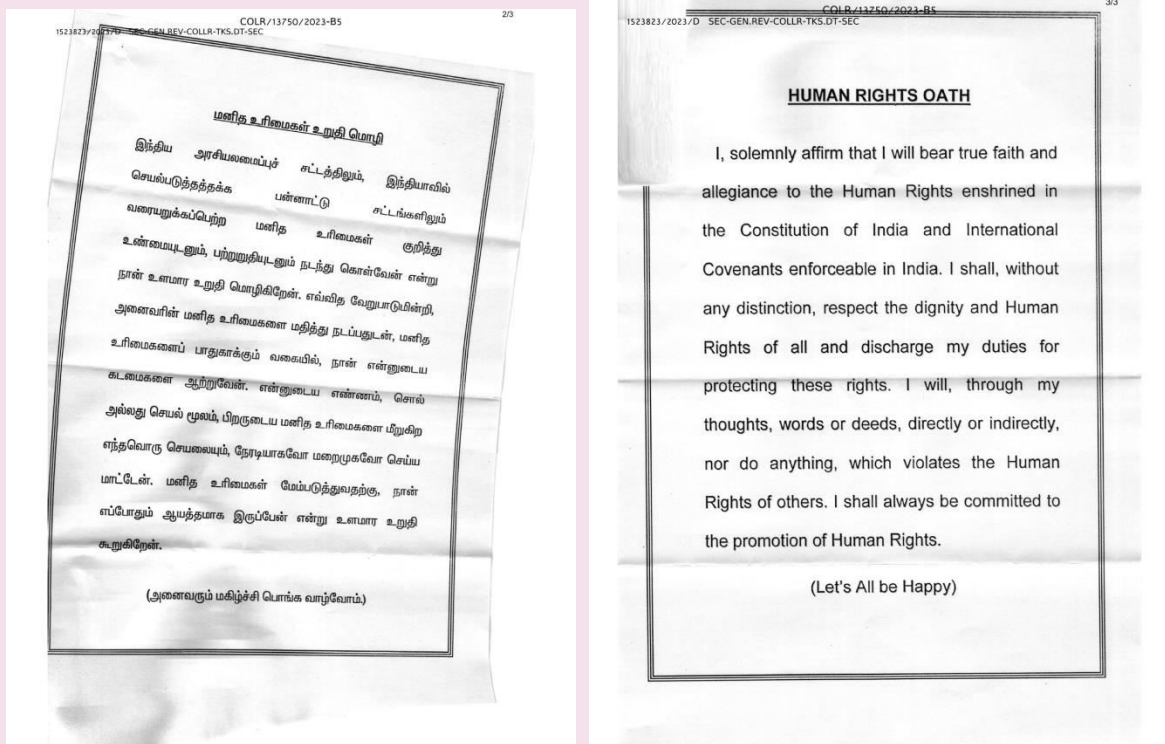 COLR/13750/2023-B5
2/3
1523823/2023/D SEC-GEN.REV-COLLR-TKS.DT-SEC
மனித உரிமைகள் உறுதி மொழி
இந்திய அரசியலமைப்புச் சட்டத்திலும், இந்தியாவில்
செயல்படுத்தத்தக்க பன்னாட்டு சட்டங்களிலும்
வரையறுக்கப்பெற்ற மனித உரிமைகள் குறித்து
உண்மையுடனும், பற்றுறுதியுடனும் நடந்து கொள்வேன் என்று
நான் உளமார உறுதி மொழிகிறேன். எவ்வித வேறுபாடுமின்றி,
அனைவரின் மனித உரிமைகளை மதித்து நடப்பதுடன், மனித
உரிமைகளைப் பாதுகாக்கும் வகையில், நான் என்னுடைய
கடமைகளை ஆற்றுவேன். என்னுடைய எண்ணம், சொல்
அல்லது செயல் மூலம், பிறருடைய மனித உரிமைகளை மீறுகிற
எந்தவொரு செயலையும், நேரடியாகவோ மறைமுகவோ செய்ய
மாட்டேன். மனித உரிமைகள் மேம்படுத்துவதற்கு, நான்
எப்போதும் ஆயத்தமாக இருப்பேன் என்று உளமார உறுதி
கூறுகிறேன்.
(அனைவரும் மகிழ்ச்சி பொங்க வாழ்வோம்.)
COLR/13750/2023-B5
3/3
1523823/2023/D SEC-GEN.REV-COLLR-TKS.DT-SEC
HUMAN RIGHTS OATH
I, solemnly affirm that I will bear true faith and
allegiance to the Human Rights enshrined in
the Constitution of India and International
Covenants enforceable in India. I shall, without
any distinction, respect the dignity and Human
Rights of all and discharge my duties for
protecting these rights. I will, through my
thoughts, words or deeds, directly or indirectly,
nor do anything, which violates the Human
Rights of others. I shall always be committed to
the promotion of Human Rights.
(Let's All be Happy)